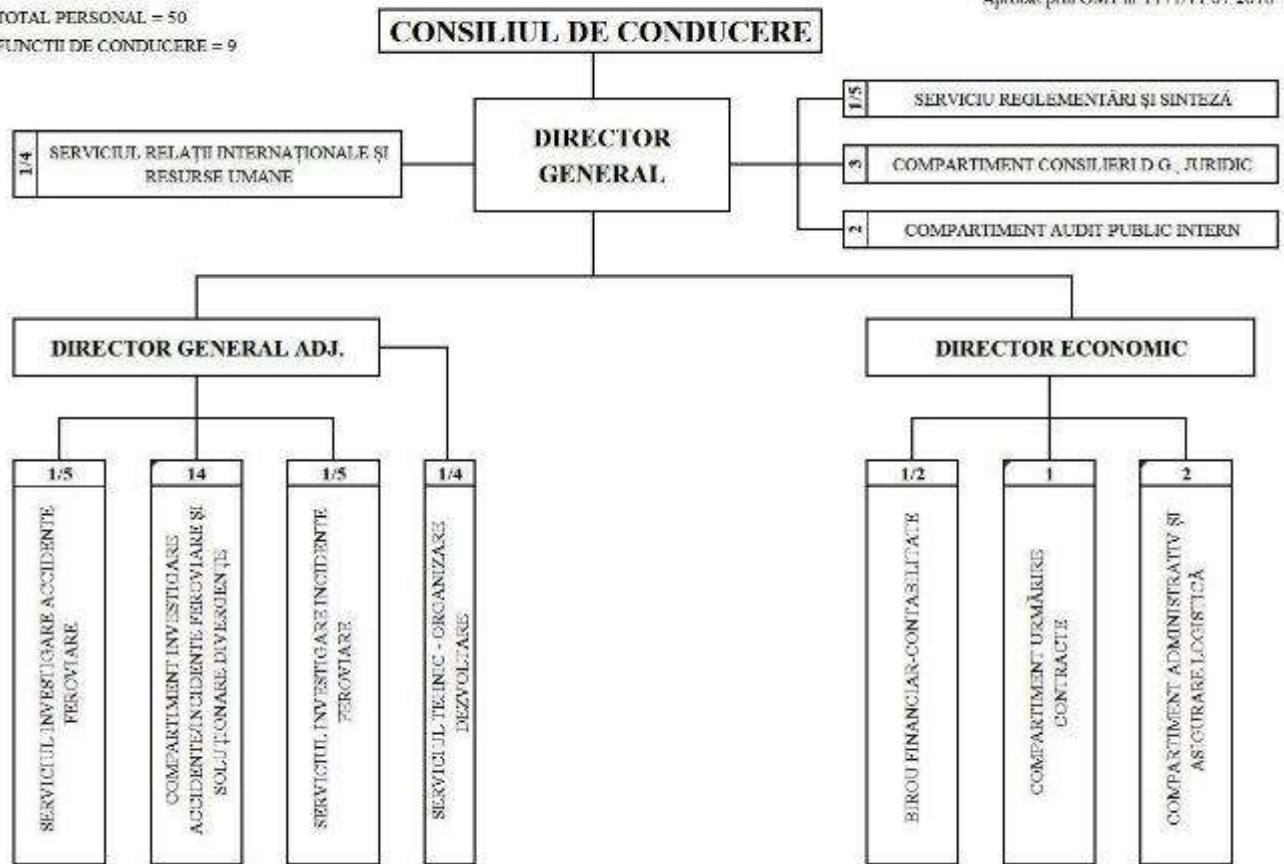 TOTAL PERSONAL = 50
FUNCTII DE CONDUCERE = 9
CONSILIUL DE CONDUCERE
DIRECTOR
GENERAL
1/4
SERVICIUL RELAȚII INTERNAȚIONALE ȘI
RESURSE UMANE
1/5
SERVICIU REGLEMENTĂRI ȘI SINTEZĂ
3
COMPARTIMENT CONSILIERI D.G., JURIDIC
2
COMPARTIMENT AUDIT PUBLIC INTERN
DIRECTOR GENERAL ADJ.
DIRECTOR ECONOMIC
1/5
SERVICIUL INVESTIGARE ACCIDENTE
FEROVIARE
14
COMPARTIMENT INVESTIGARE
ACCIDENTE/INCIDENTE FEROVIARE ȘI
SOLUȚIONARE DIVERGENȚE
1/5
SERVICIUL INVESTIGARE INCIDENTE
FEROVIARE
1/4
SERVICIUL TEHNIC - ORGANIZARE
DEZVOLTARE
1/2
BIROU FINANCIAR-CONTABILITATE
1
COMPARTIMENT URMĂRIRE
CONTRACTE
2
COMPARTIMENT ADMINISTRATIV ȘI
ASIGURARE LOGISTICĂ